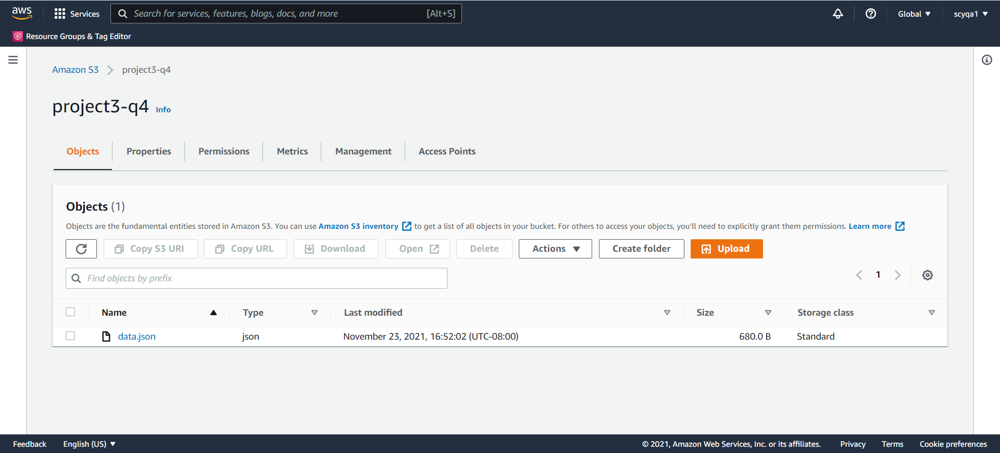 aws Services Search for services, features, blogs, docs, and more [Alt+S] Global scyqa1
Resource Groups & Tag Editor
Amazon S3 project3-q4
project3-q4 Info
Objects Properties Permissions Metrics Management Access Points
Objects (1)
Objects are the fundamental entities stored in Amazon S3. You can use Amazon S3 inventory to get a list of all objects in your bucket. For others to access your objects, you'll need to explicitly grant them permissions. Learn more
Copy S3 URI Copy URL Download Open Delete Actions Create folder Upload
Find objects by prefix 1
Name Type Last modified Size Storage class
data.json json November 23, 2021, 16:52:02 (UTC-08:00) 680.0 B Standard
Feedback English (US) © 2021, Amazon Web Services, Inc. or its affiliates. Privacy Terms Cookie preferences